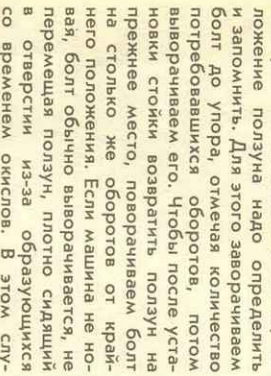 ложение ползуна надо определить
и запомнить. Для этого заворачиваем
болт до упора, отмечая количество
потребовавшихся оборотов, потом
выворачиваем его. Чтобы после уста-
новки стойки возвратить ползун на
прежнее место, поворачиваем болт
на столько же оборотов от край-
него положения. Если машина не но-
вая, болт обычно выворачивается, не
перемещая ползун, плотно сидящий
в отверстии из-за образующихся
со временем окислов. В этом слу-